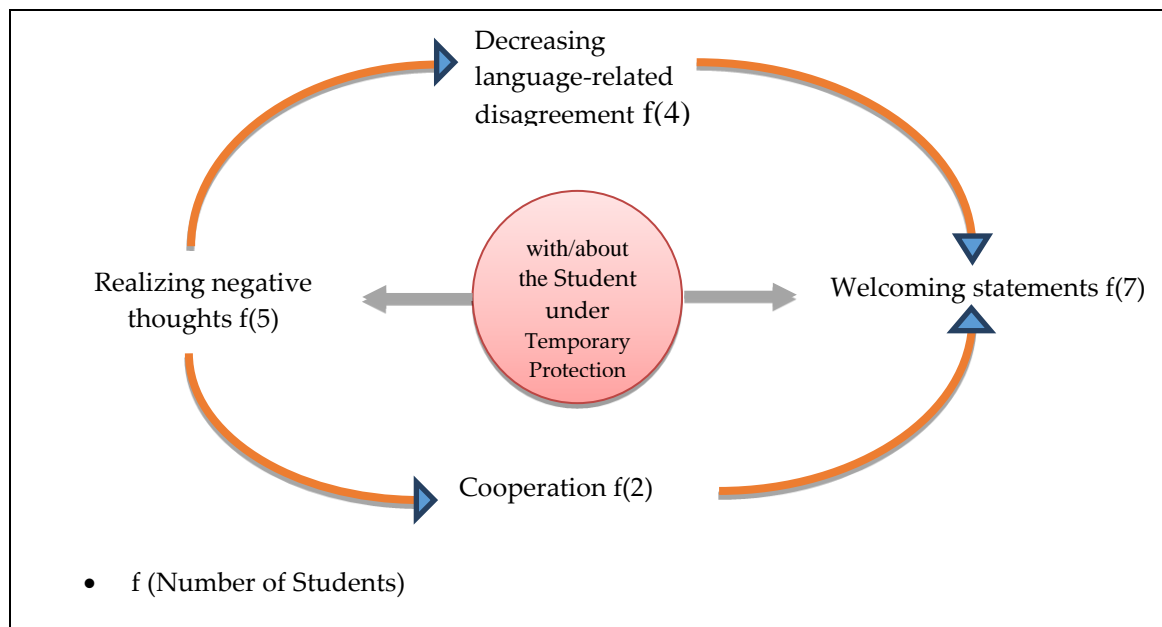 Decreasing
language-related
disagreement f(4)
with/about
the Student
under
Temporary
Protection
Realizing negative
thoughts f(5)
Welcoming statements f(7)
Cooperation f(2)
• f (Number of Students)